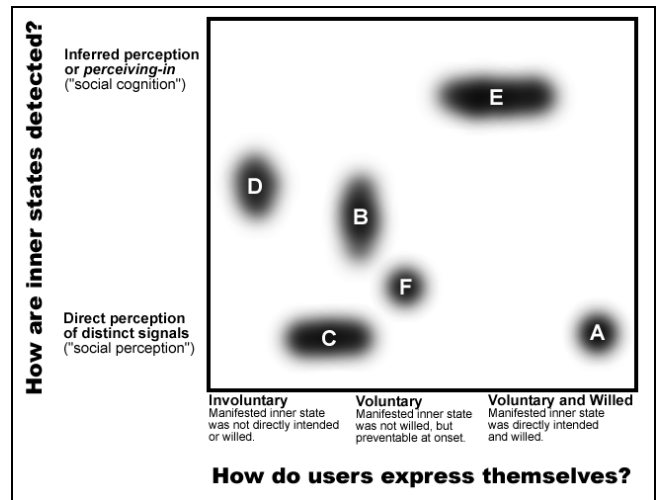 How are inner states detected?
Inferred perception
or perceiving-in
("social cognition")
Direct perception
of distinct signals
("social perception")
E
D
B
F
C
A
Involuntary
Manifested inner state
was not directly intended
or willed.
Voluntary
Manifested inner state
was not willed, but
preventable at onset.
Voluntary and Willed
Manifested inner state
was directly intended
and willed.
How do users express themselves?